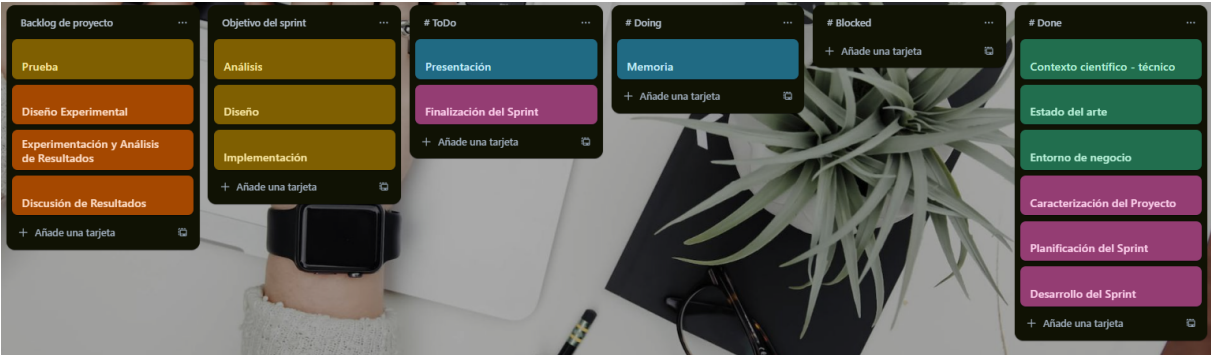 Backlog de proyecto
Prueba
Diseño Experimental
Experimentación y Análisis
de Resultados
Discusión de Resultados
+ Añade una tarjeta
Objetivo del sprint
Análisis
Diseño
Implementación
+ Añade una tarjeta
# ToDo
Presentación
Finalización del Sprint
+ Añade una tarjeta
# Doing
Memoria
+ Añade una tarjeta
# Blocked
+ Añade una tarjeta
# Done
Contexto científico - técnico
Estado del arte
Entorno de negocio
Caracterización del Proyecto
Planificación del Sprint
Desarrollo del Sprint
+ Añade una tarjeta